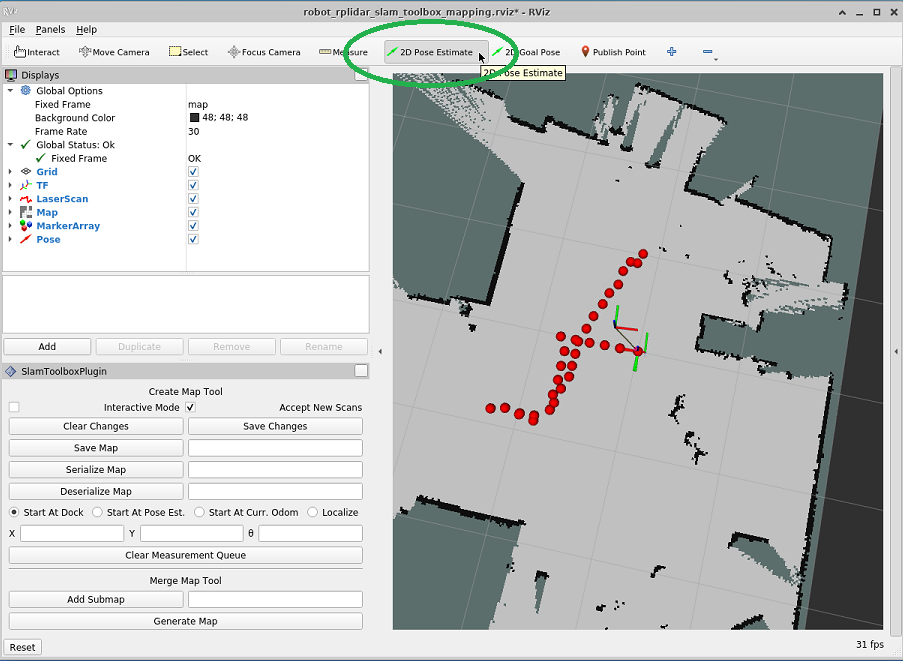 robot_rplidar_slam_toolbox_mapping.rviz* - RViz
File Panels Help
Interact Move Camera Select Focus Camera Measure 2D Pose Estimate 2D Goal Pose Publish Point
2D Pose Estimate
Displays
Global Options
Fixed Frame map
Background Color 48; 48; 48
Frame Rate 30
Global Status: Ok
Fixed Frame OK
Grid
TF
LaserScan
Map
MarkerArray
Pose
Add Duplicate Remove Rename
SlamToolboxPlugin
Create Map Tool
Interactive Mode Accept New Scans
Clear Changes Save Changes
Save Map
Serialize Map
Deserialize Map
Start At Dock Start At Pose Est. Start At Curr. Odom Localize
X Y θ
Clear Measurement Queue
Merge Map Tool
Add Submap
Generate Map
Reset 31 fps